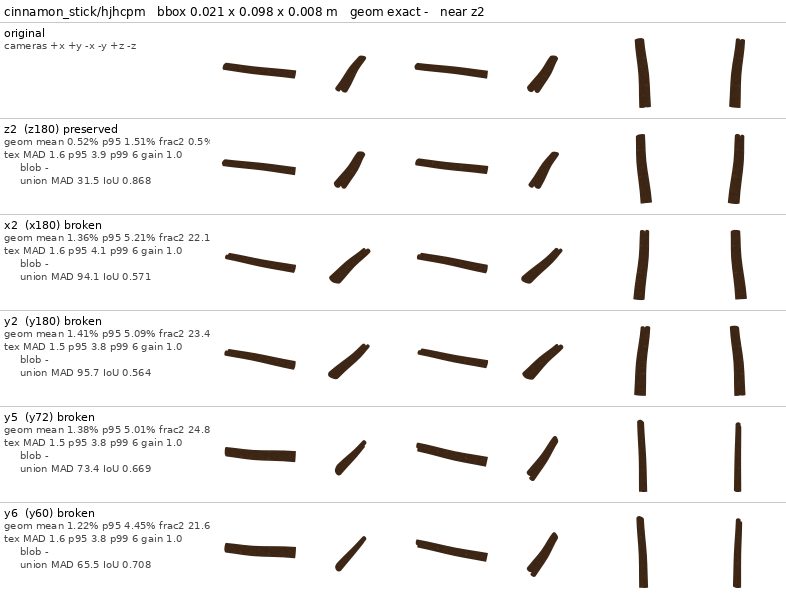 cinnamon_stick/hjhcpm bbox 0.021 x 0.098 x 0.008 m geom exact - near z2
original
cameras +x +y -x -y +z -z
z2 (z180) preserved
geom mean 0.52% p95 1.51% frac2 0.5%
tex MAD 1.6 p95 3.9 p99 6 gain 1.0
blob -
union MAD 31.5 IoU 0.868
x2 (x180) broken
geom mean 1.36% p95 5.21% frac2 22.1
tex MAD 1.6 p95 4.1 p99 6 gain 1.0
blob -
union MAD 94.1 IoU 0.571
y2 (y180) broken
geom mean 1.41% p95 5.09% frac2 23.4
tex MAD 1.5 p95 3.8 p99 6 gain 1.0
blob -
union MAD 95.7 IoU 0.564
y5 (y72) broken
geom mean 1.38% p95 5.01% frac2 24.8
tex MAD 1.5 p95 3.8 p99 6 gain 1.0
blob -
union MAD 73.4 IoU 0.669
y6 (y60) broken
geom mean 1.22% p95 4.45% frac2 21.6
tex MAD 1.6 p95 3.8 p99 6 gain 1.0
blob -
union MAD 65.5 IoU 0.708